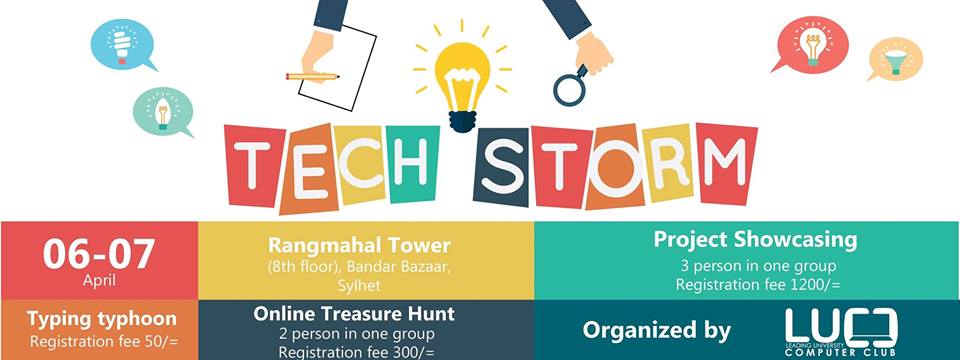 TECH STORM
06-07
April
Rangmahal Tower
(8th floor), Bandar Bazaar,
Sylhet
Project Showcasing
3 person in one group
Registration fee 1200/=
Typing typhoon
Registration fee 50/=
Online Treasure Hunt
2 person in one group
Registration fee 300/=
Organized by
LUCC
LEADING UNIVERSITY
COMPUTER CLUB